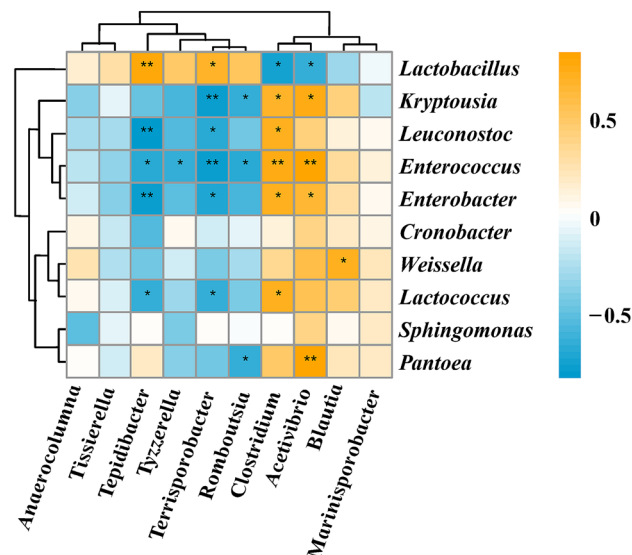 ** * * * Lactobacillus
** * * * Kryptousia
** * * Leuconostoc
* * ** * ** ** Enterococcus
** * * * Enterobacter
Cronobacter
* Weissella
* * * Lactococcus
Sphingomonas
* ** Pantoea
0.5
0
−0.5
Anaerocolumna
Tissierella
Tepidibacter
Tyzzerella
Terrisporobacter
Romboutsia
Clostridium
Acetivibrio
Blautia
Marinisporobacter